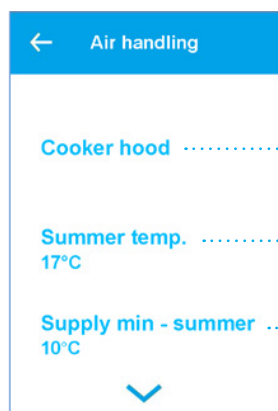 Air handling
Cooker hood ............
Summer temp. ..........
17°C
Supply min - summer ..
10°C